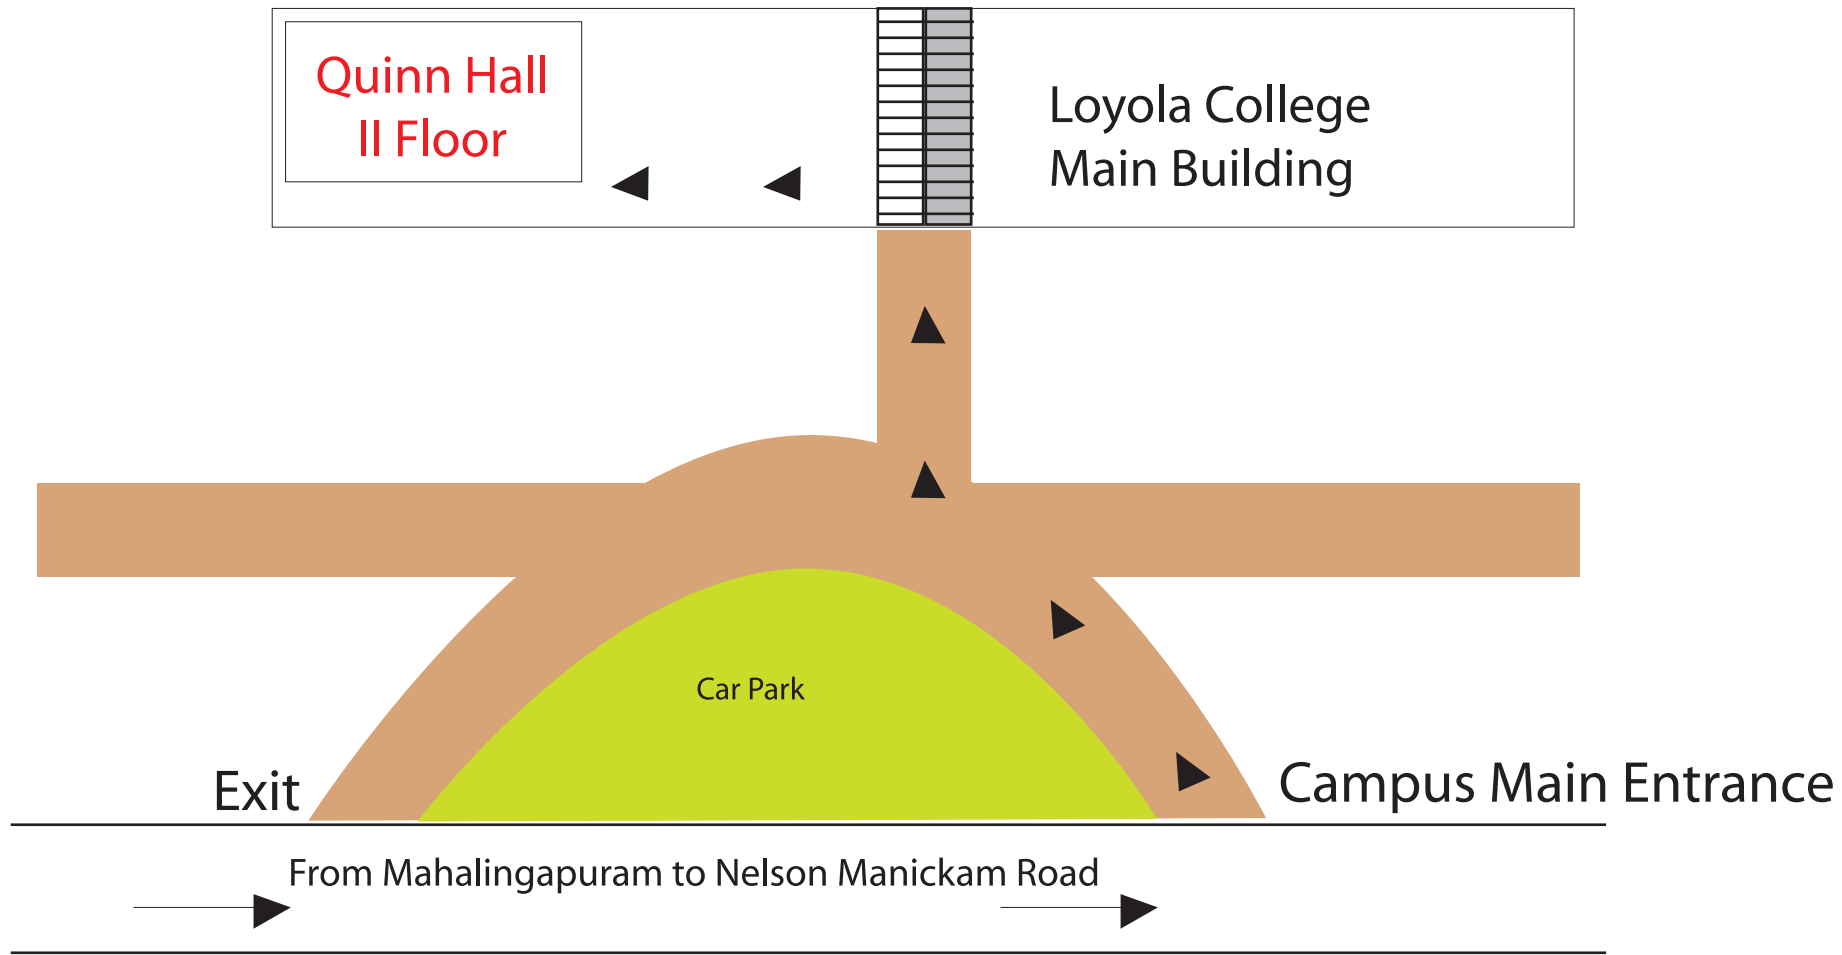 Quinn Hall
II Floor
Loyola College
Main Building
Car Park
Exit
Campus Main Entrance
From Mahalingapuram to Nelson Manickam Road